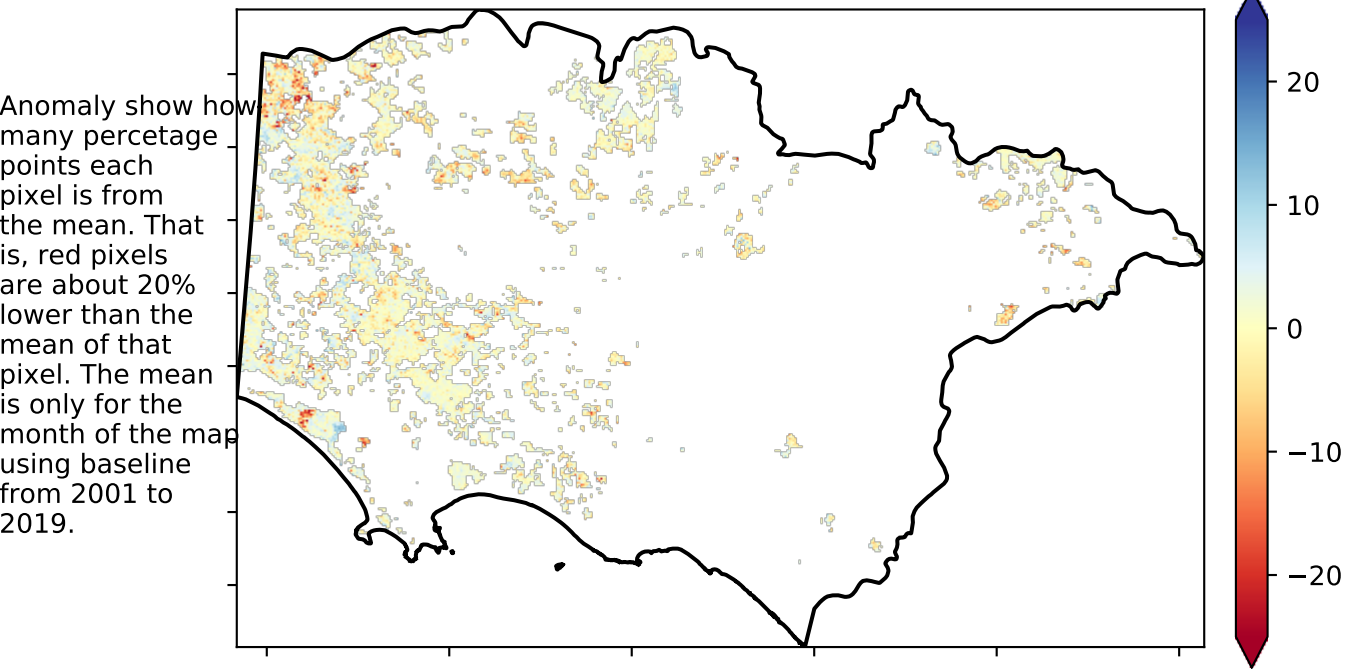 Anomaly show how
many percetage
points each
pixel is from
the mean. That
is, red pixels
are about 20%
lower than the
mean of that
pixel. The mean
is only for the
month of the map
using baseline
from 2001 to
2019.
20
10
0
−10
−20